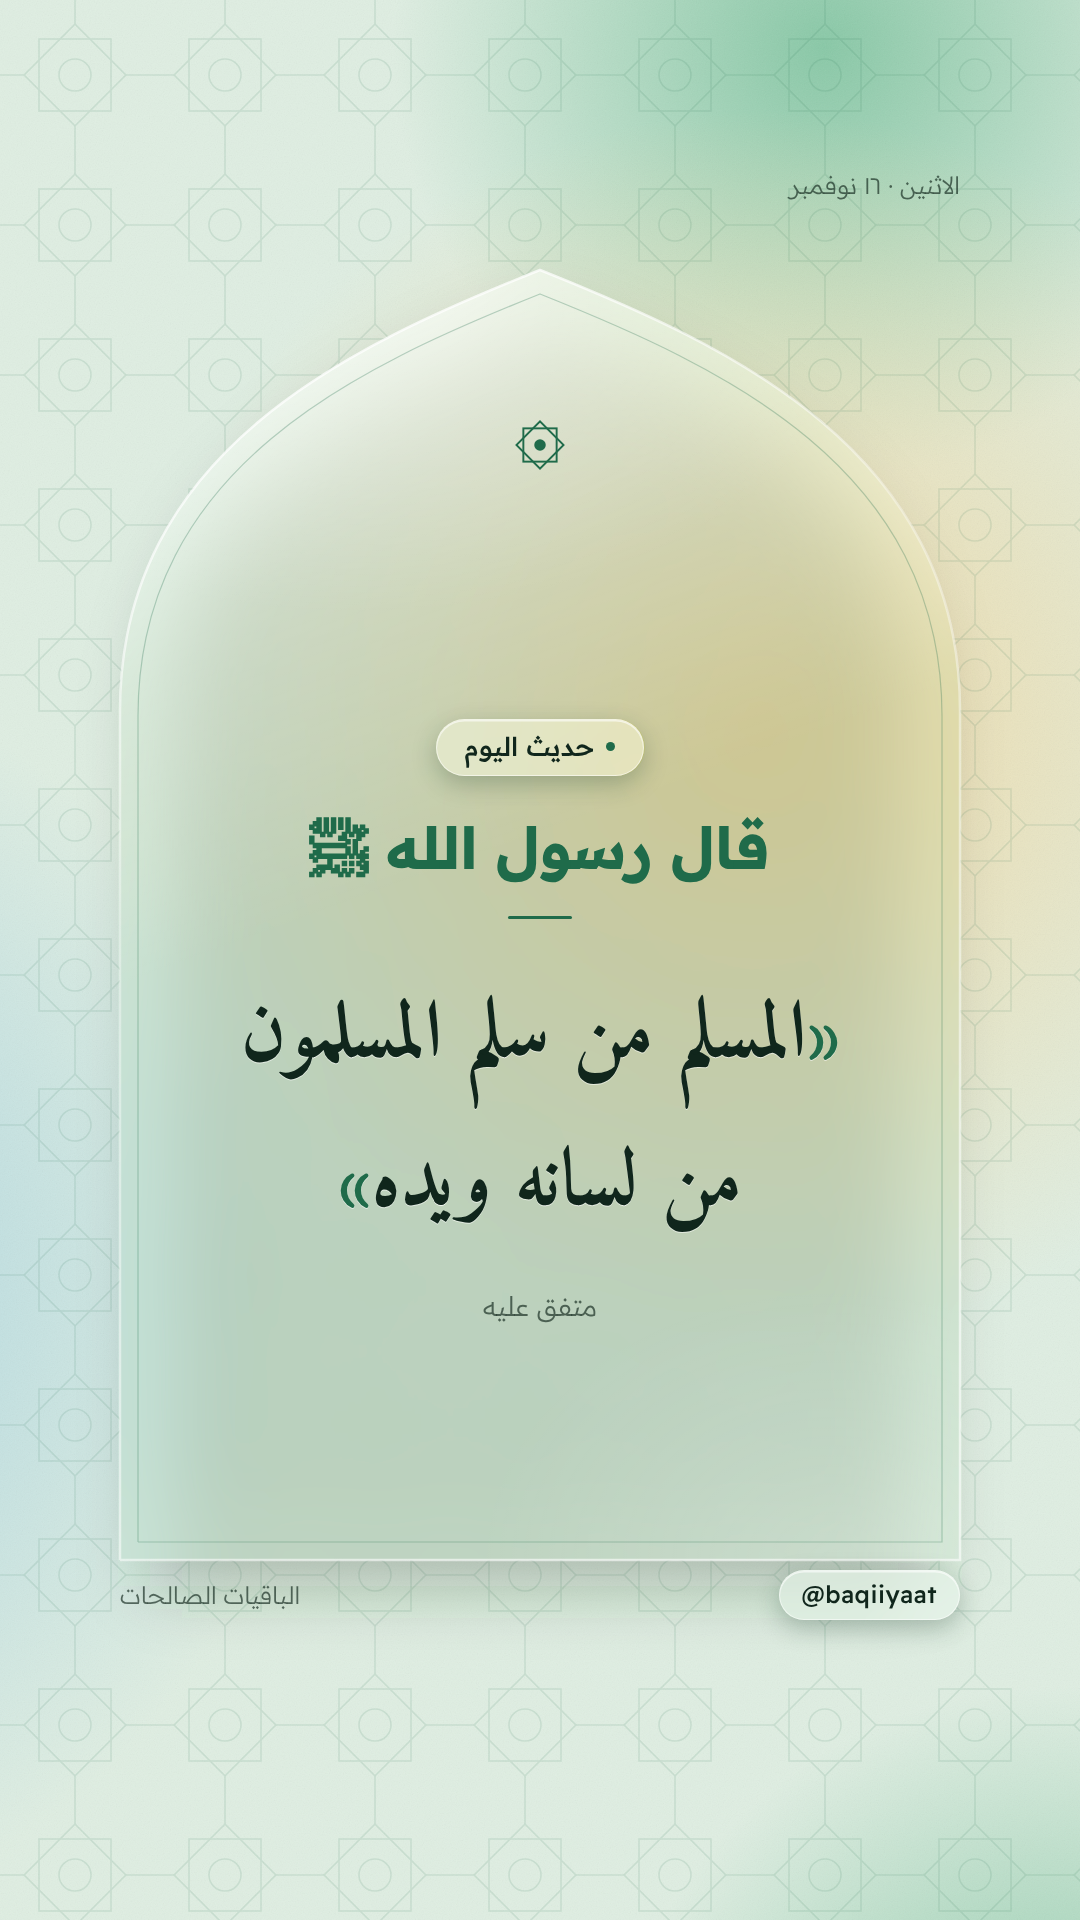 الاثنين · ١٦ نوفمبر
حديث اليوم
قال رسول الله ﷺ
«المسلم من سلم المسلمون
من لسانه ويده»
متفق عليه
@baqiiyaat
الباقيات الصالحات